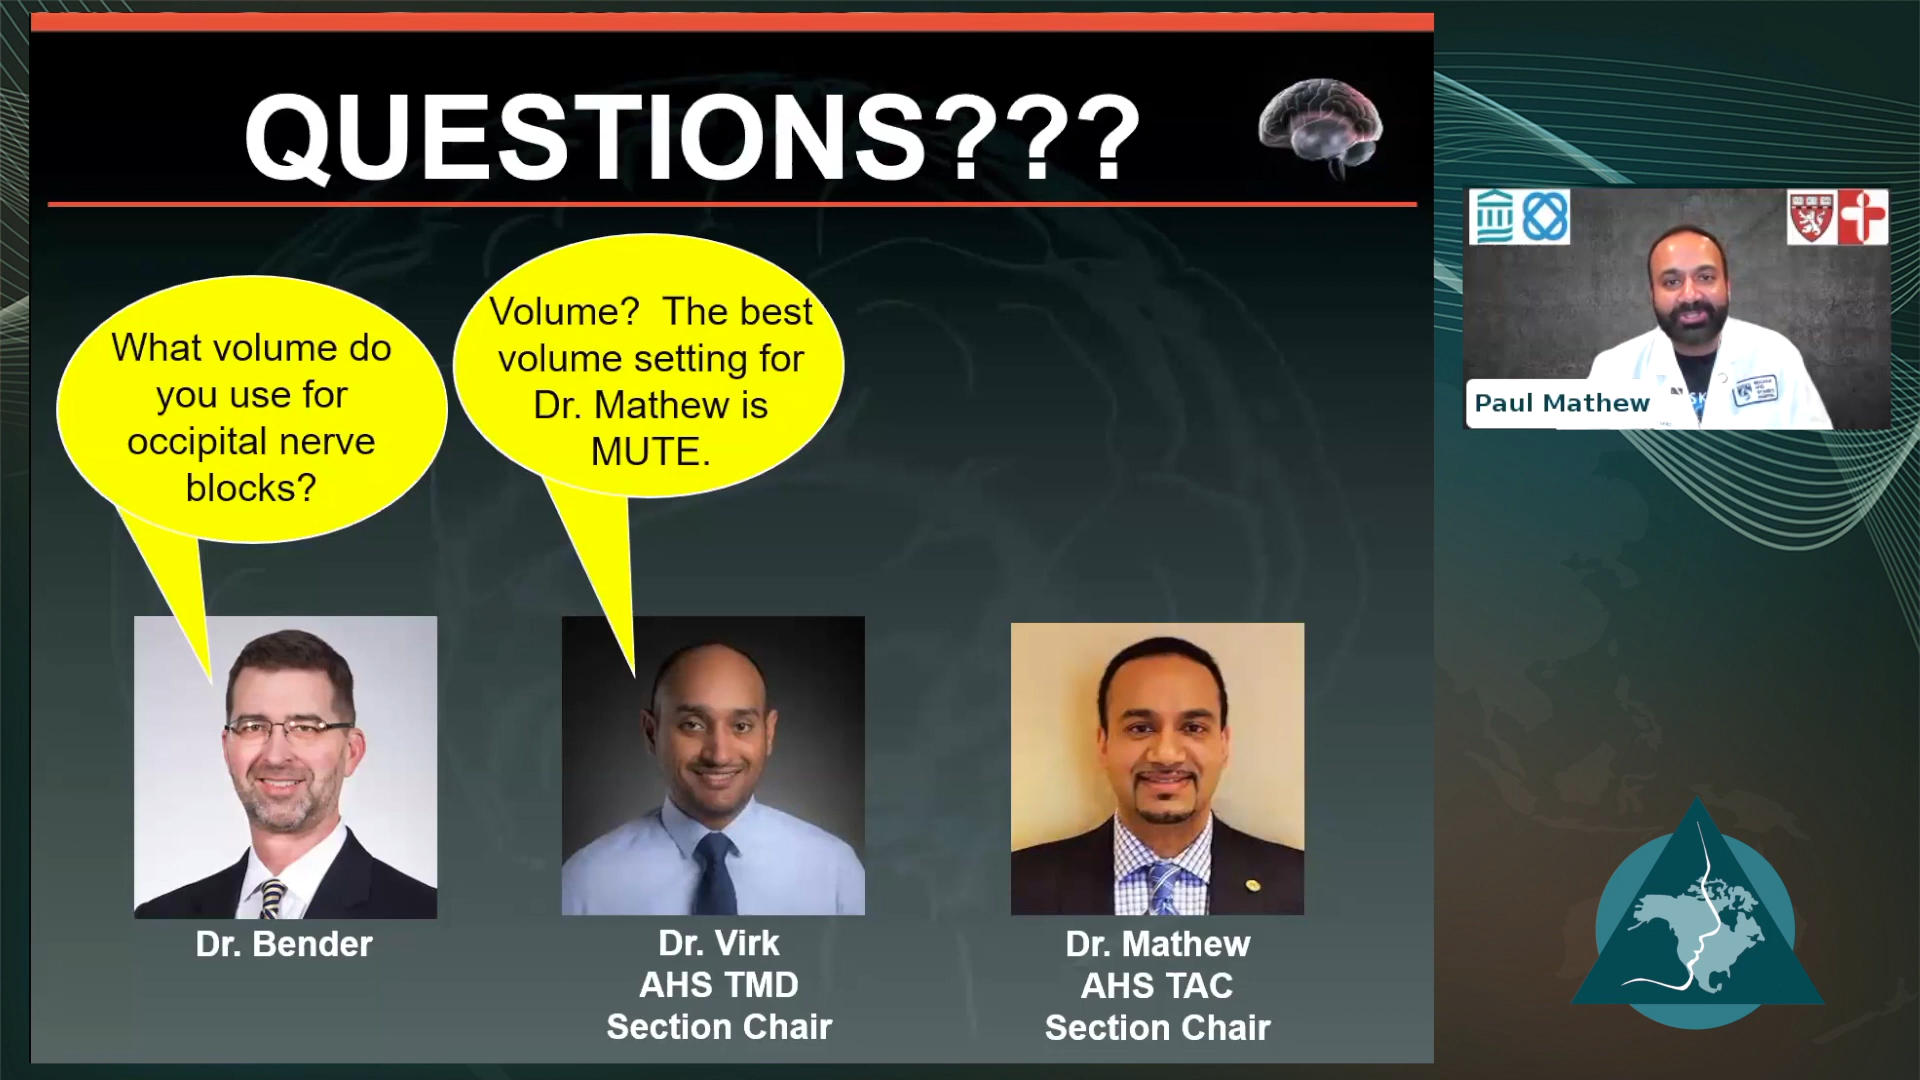 QUESTIONS???
What volume do
you use for
occipital nerve
blocks?
Volume? The best
volume setting for
Dr. Mathew is
MUTE.
Paul Mathew
Dr. Bender
Dr. Virk
AHS TMD
Section Chair
Dr. Mathew
AHS TAC
Section Chair